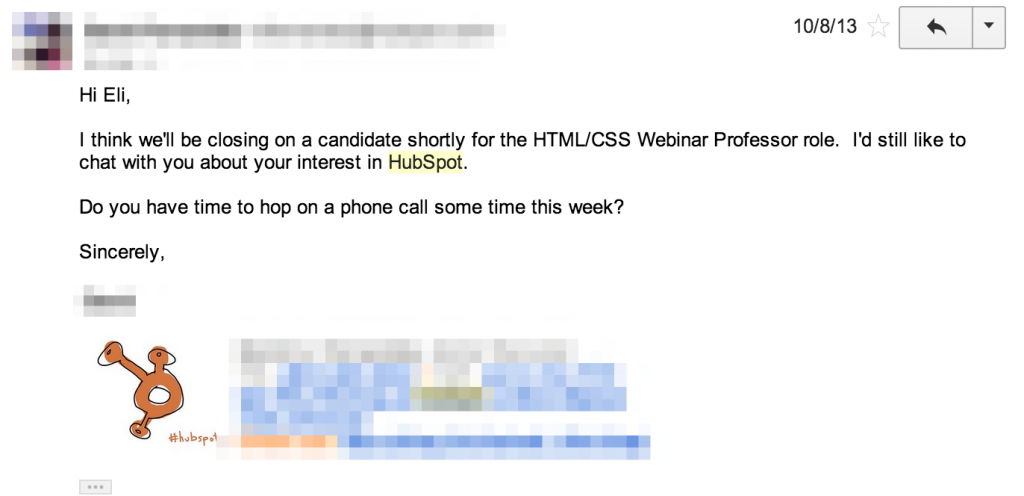 10/8/13
Hi Eli,
I think we'll be closing on a candidate shortly for the HTML/CSS Webinar Professor role.  I'd still like to
chat with you about your interest in HubSpot.
Do you have time to hop on a phone call some time this week?
Sincerely,
#hubspot